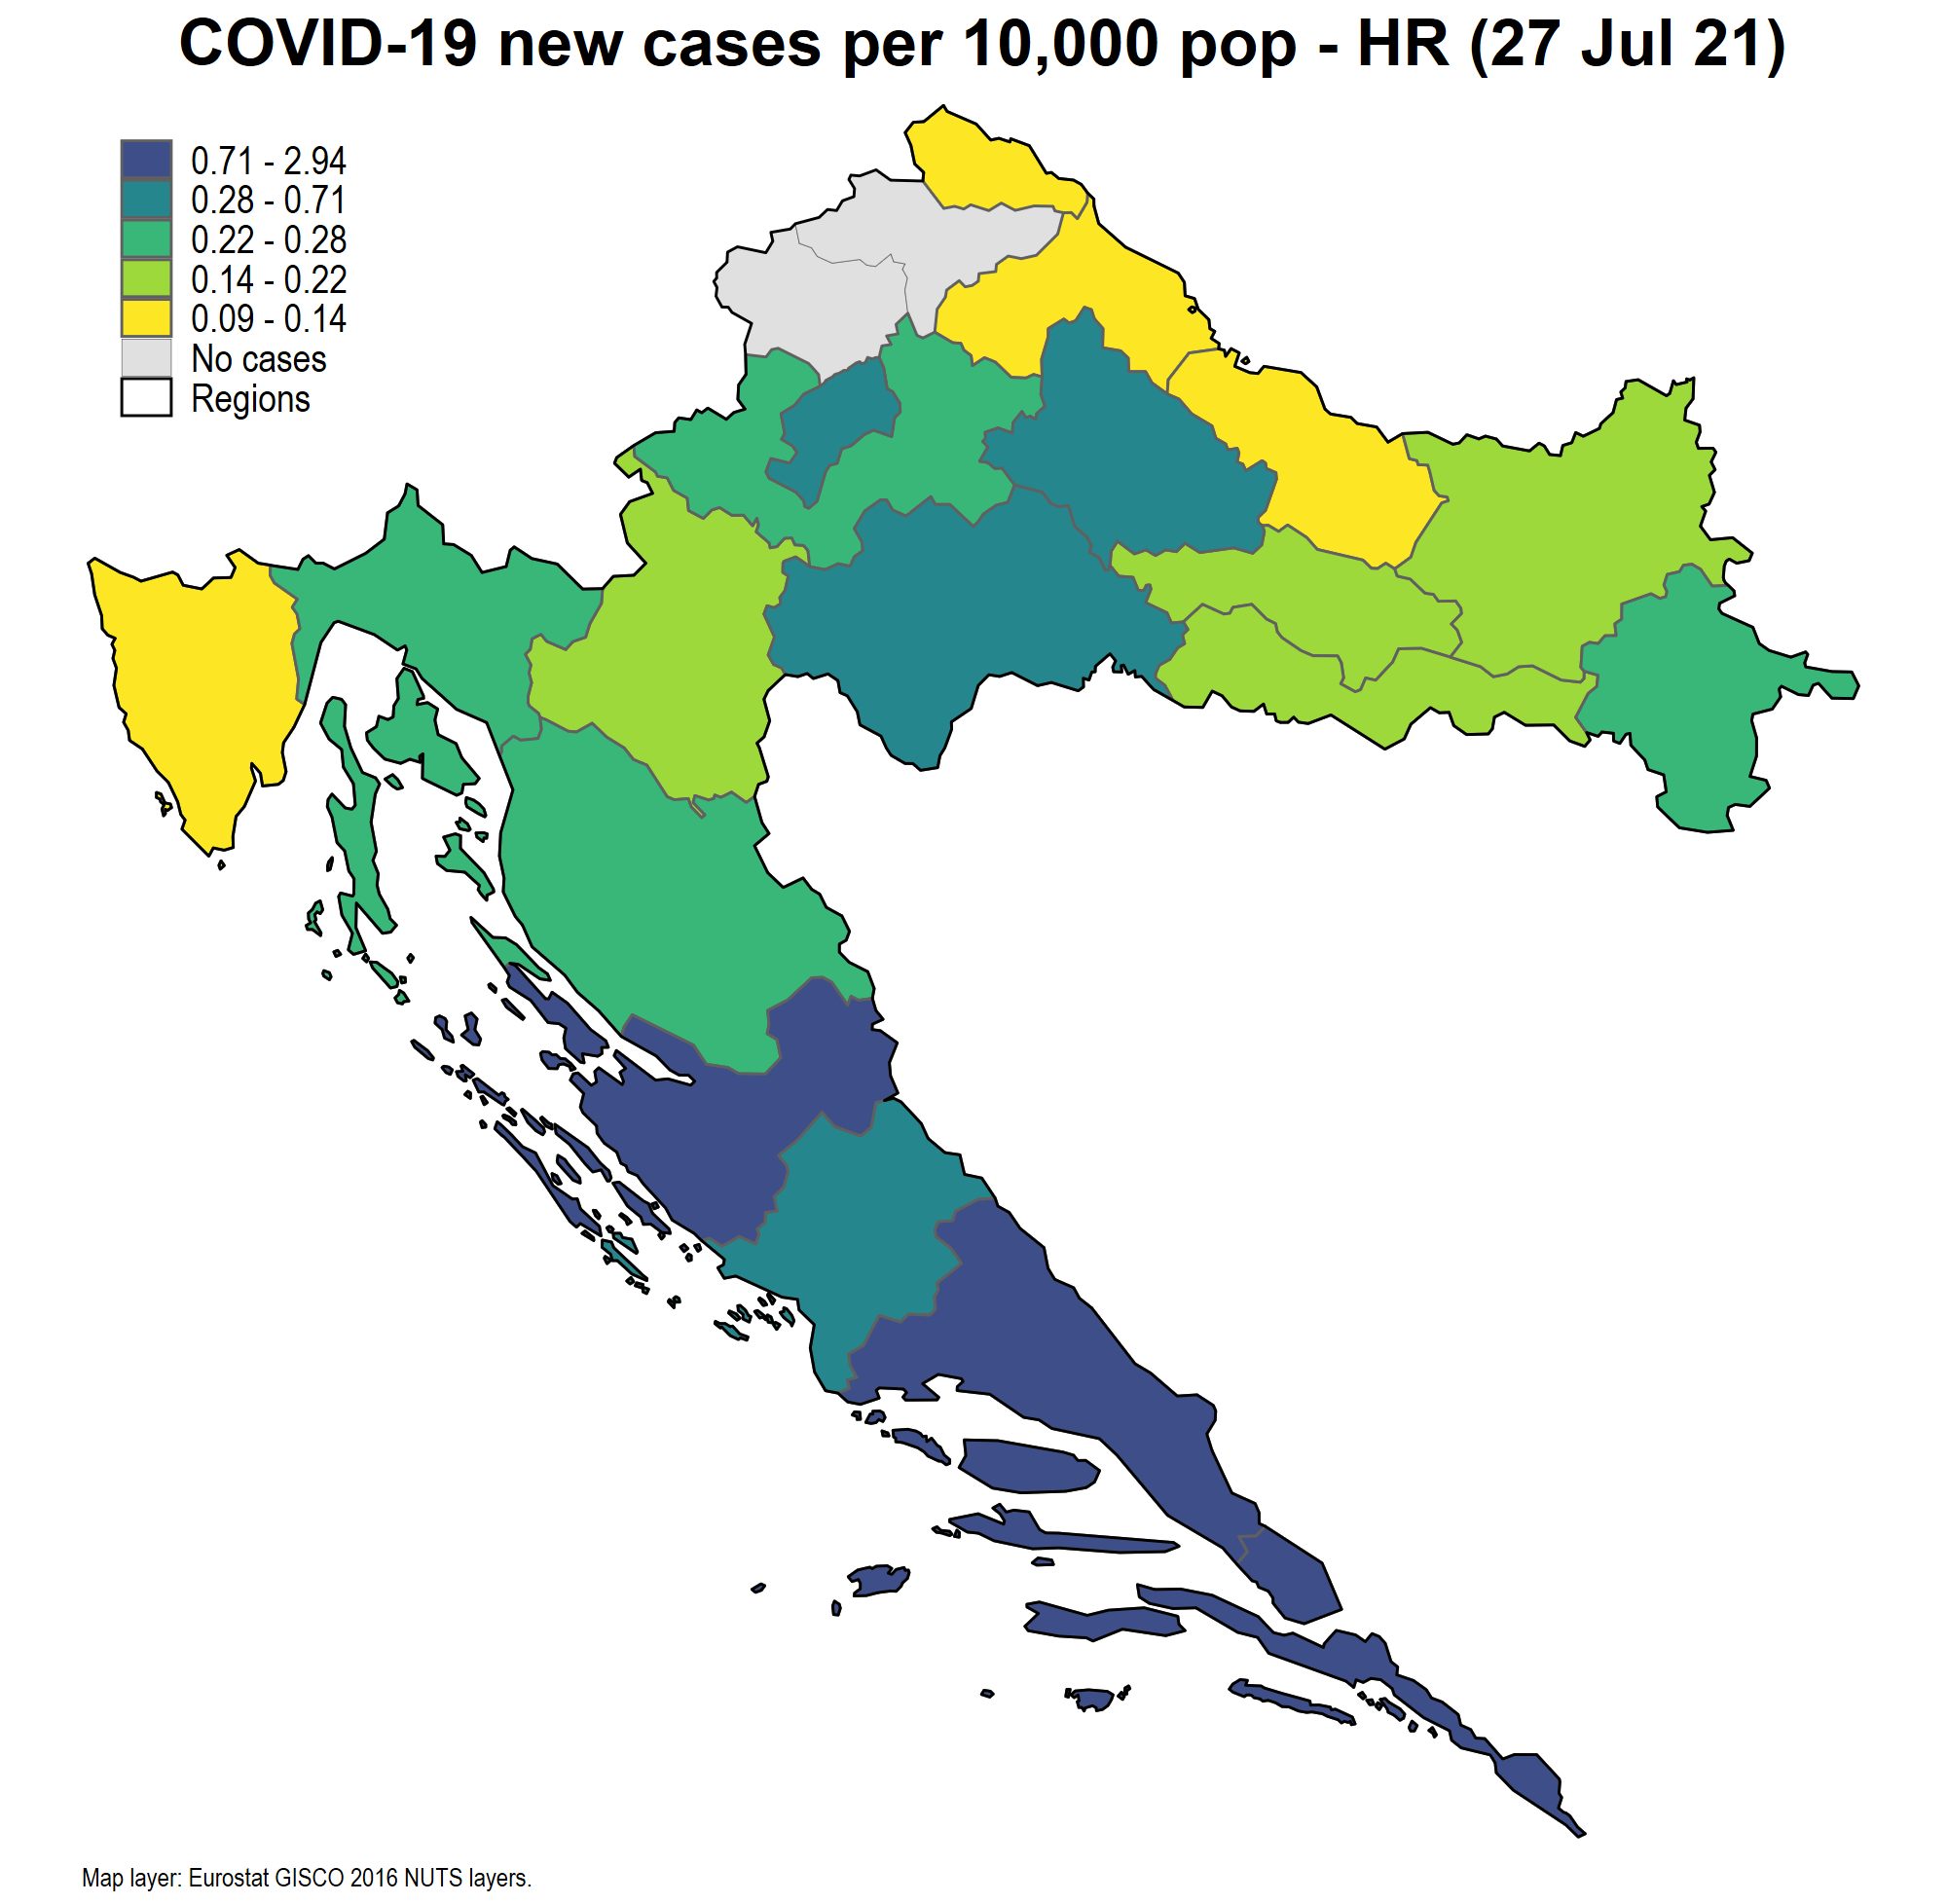 COVID-19 new cases per 10,000 pop - HR (27 Jul 21)
0.71 - 2.94
0.28 - 0.71
0.22 - 0.28
0.14 - 0.22
0.09 - 0.14
No cases
Regions
Map layer: Eurostat GISCO 2016 NUTS layers.